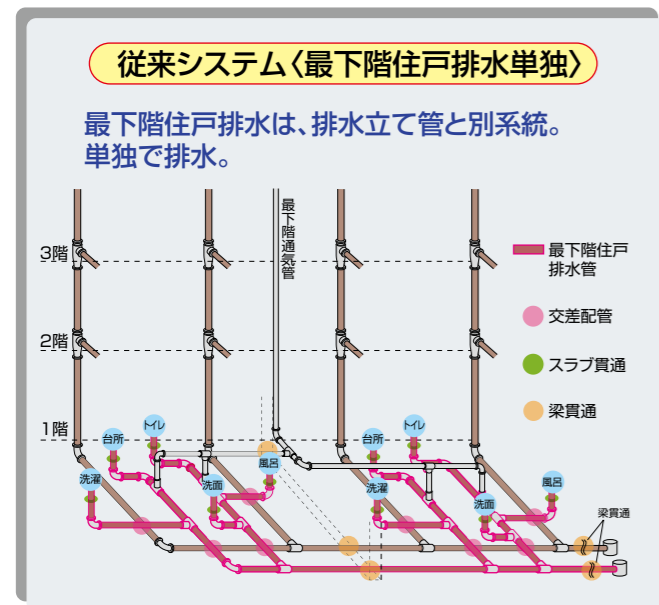 従来システム〈最下階住戸排水単独〉
最下階住戸排水は、排水立て管と別系統。
単独で排水。
最下階通気管
3階
2階
1階
最下階住戸
排水管
交差配管
スラブ貫通
梁貫通
台所
トイレ
洗濯
洗面
風呂
台所
トイレ
洗濯
洗面
風呂
梁貫通